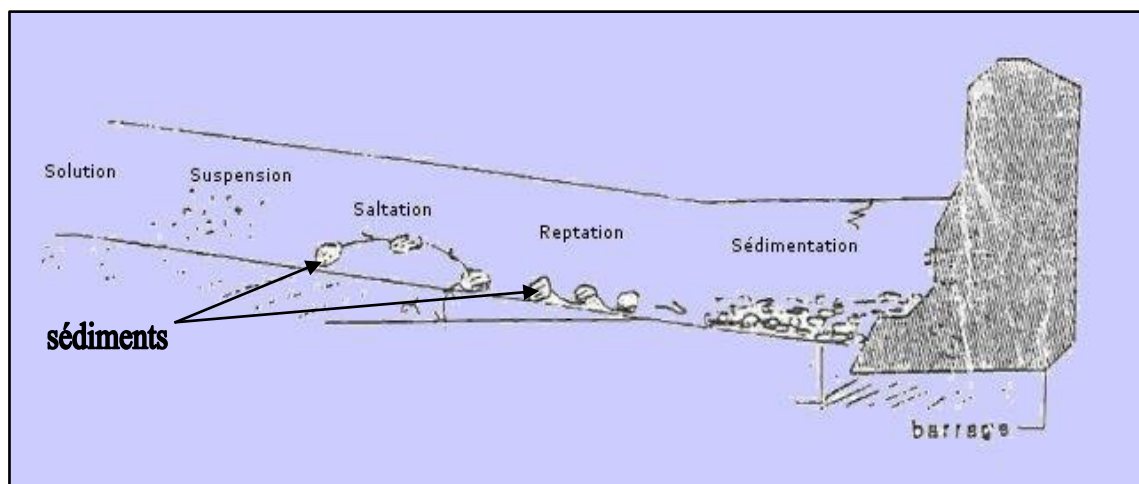 Solution
Suspension
Saltation
Reptation
Sédimentation
sédiments
barrage